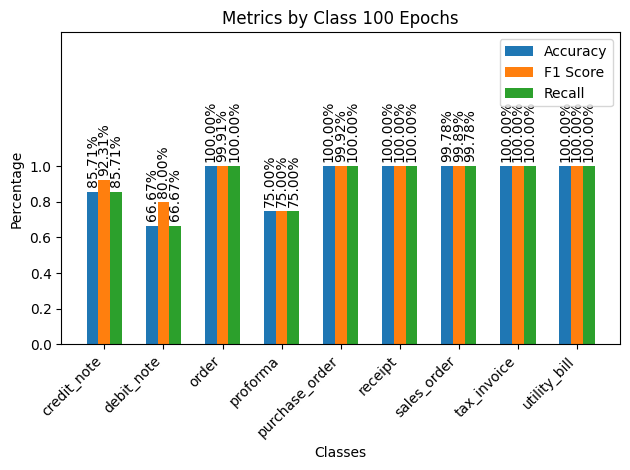 Metrics by Class 100 Epochs
Accuracy
F1 Score
Recall
Percentage
1.0
0.8
0.6
0.4
0.2
0.0
85.71%
92.31%
85.71%
66.67%
80.00%
66.67%
100.00%
99.91%
100.00%
75.00%
75.00%
75.00%
100.00%
99.92%
100.00%
100.00%
100.00%
100.00%
99.78%
99.89%
99.78%
100.00%
100.00%
100.00%
100.00%
100.00%
100.00%
credit_note
debit_note
order
proforma
purchase_order
receipt
sales_order
tax_invoice
utility_bill
Classes